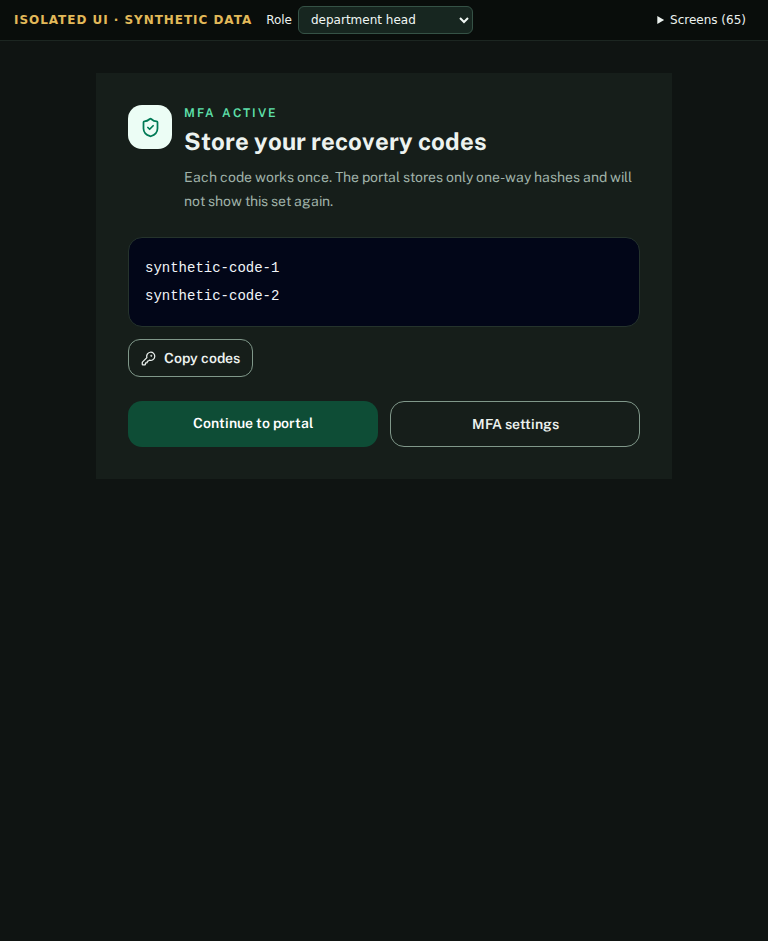 ISOLATED UI · SYNTHETIC DATA Role department head Screens (65)
MFA ACTIVE
Store your recovery codes
Each code works once. The portal stores only one-way hashes and will
not show this set again.
synthetic-code-1
synthetic-code-2
Copy codes
Continue to portal MFA settings